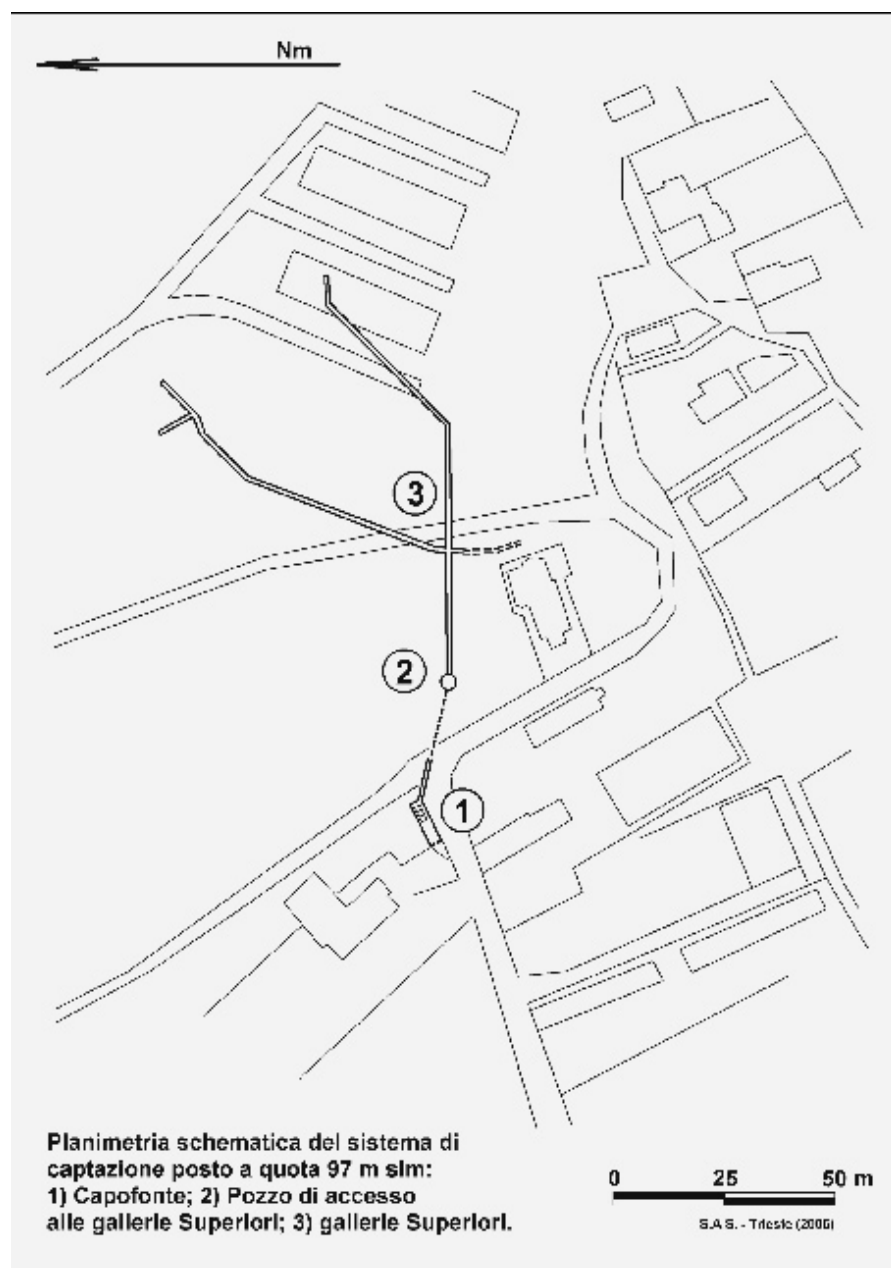 Nm
3
2
1
Planimetria schematica del sistema di
captazione posto a quota 97 m slm:
1) Capofonte; 2) Pozzo di accesso
alle gallerie Superiori; 3) gallerie Superiori.
0 25 50 m
S.A.S. - Trieste (2006)